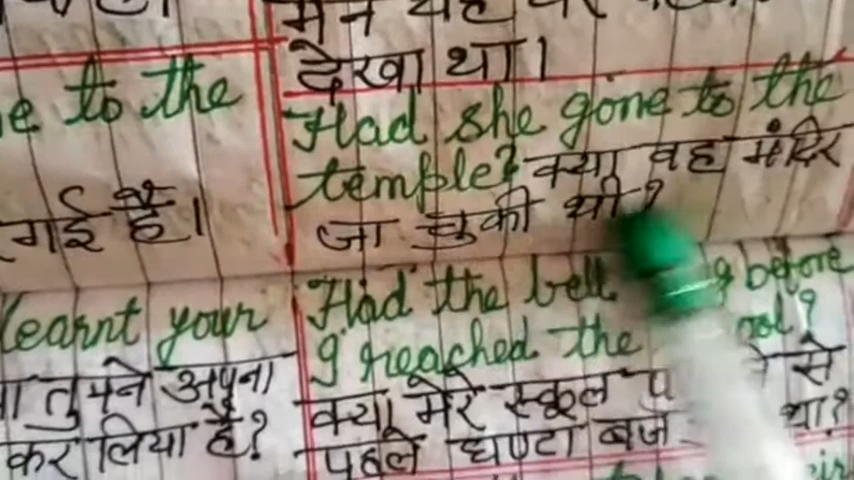 देखा था।
e to the
Had she gone to the
temple? क्या वह मंदिर
गई है।
जा चुकी थी?
learnt your
Had the bell before
I reached the
तुमने अपना
क्या मेरे स्कूल से
कर लिया है?
पहले घण्टा बज था?